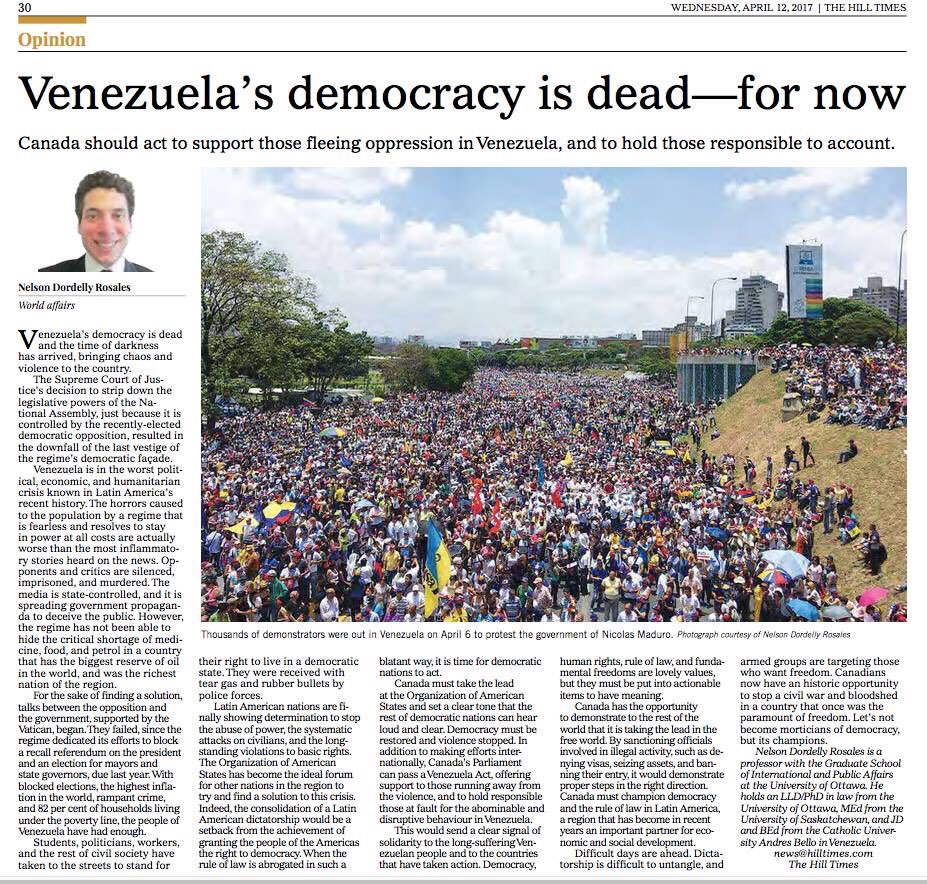 30
WEDNESDAY, APRIL 12, 2017 | THE HILL TIMES
Opinion
Venezuela's democracy is dead—for now
Canada should act to support those fleeing oppression in Venezuela, and to hold those responsible to account.
Nelson Dordelly Rosales
World affairs
Venezuela's democracy is dead
and the time of darkness
has arrived, bringing chaos and
violence to the country.
The Supreme Court of Jus-
tice's decision to strip down the
legislative powers of the Na-
tional Assembly, just because it is
controlled by the recently-elected
democratic opposition, resulted in
the downfall of the last vestige of
the regime's democratic façade.
Venezuela is in the worst polit-
ical, economic, and humanitarian
crisis known in Latin America's
recent history. The horrors caused
to the population by a regime that
is fearless and resolves to stay
in power at all costs are actually
worse than the most inflammato-
ry stories heard on the news. Op-
ponents and critics are silenced,
imprisoned, and murdered. The
media is state-controlled, and it is
spreading government propagan-
da to deceive the public. However,
the regime has not been able to
hide the critical shortage of medi-
cine, food, and petrol in a country
that has the biggest reserve of oil
in the world, and was the richest
nation of the region.
For the sake of finding a solution,
talks between the opposition and
the government, supported by the
Vatican, began. They failed, since the
regime dedicated its efforts to block
a recall referendum on the president
and an election for mayors and
state governors, due last year. With
blocked elections, the highest infla-
tion in the world, rampant crime,
and 82 per cent of households living
under the poverty line, the people of
Venezuela have had enough.
Students, politicians, workers,
and the rest of civil society have
taken to the streets to stand for
Thousands of demonstrators were out in Venezuela on April 6 to protest the government of Nicolas Maduro. Photograph courtesy of Nelson Dordelly Rosales
their right to live in a democratic
state. They were received with
tear gas and rubber bullets by
police forces.
Latin American nations are fi-
nally showing determination to stop
the abuse of power, the systematic
attacks on civilians, and the long-
standing violations to basic rights.
The Organization of American
States has become the ideal forum
for other nations in the region to
try and find a solution to this crisis.
Indeed, the consolidation of a Latin
American dictatorship would be a
setback from the achievement of
granting the people of the Americas
the right to democracy. When the
rule of law is abrogated in such a
blatant way, it is time for democratic
nations to act.
Canada must take the lead
at the Organization of American
States and set a clear tone that the
rest of democratic nations can hear
loud and clear. Democracy must be
restored and violence stopped. In
addition to making efforts inter-
nationally, Canada's Parliament
can pass a Venezuela Act, offering
support to those running away from
the violence, and to hold responsible
those at fault for the abominable and
disruptive behaviour in Venezuela.
This would send a clear signal of
solidarity to the long-suffering Ven-
ezuelan people and to the countries
that have taken action. Democracy,
human rights, rule of law, and funda-
mental freedoms are lovely values,
but they must be put into actionable
items to have meaning.
Canada has the opportunity
to demonstrate to the rest of the
world that it is taking the lead in the
free world. By sanctioning officials
involved in illegal activity, such as de-
nying visas, seizing assets, and ban-
ning their entry, it would demonstrate
proper steps in the right direction.
Canada must champion democracy
and the rule of law in Latin America,
a region that has become in recent
years an important partner for eco-
nomic and social development.
Difficult days are ahead. Dicta-
torship is difficult to untangle, and
armed groups are targeting those
who want freedom. Canadians
now have an historic opportunity
to stop a civil war and bloodshed
in a country that once was the
paramount of freedom. Let's not
become morticians of democracy,
but its champions.
Nelson Dordelly Rosales is a
professor with the Graduate School
of International and Public Affairs
at the University of Ottawa. He
holds an LLD/PhD in law from the
University of Ottawa, MEd from the
University of Saskatchewan, and JD
and BEd from the Catholic Univer-
sity Andres Bello in Venezuela.
news@hilltimes.com
The Hill Times